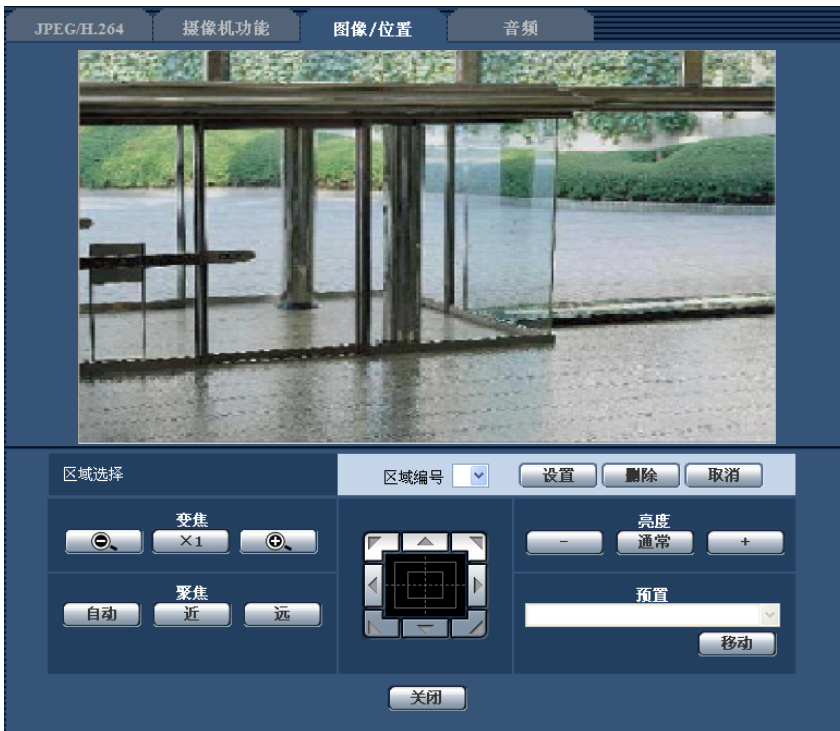 JPEG/H.264 摄像机功能 图像/位置 音频
区域选择 区域编号 设置 删除 取消
变焦
×1
聚焦
自动 近 远
亮度
- 通常 +
预置
移动
关闭